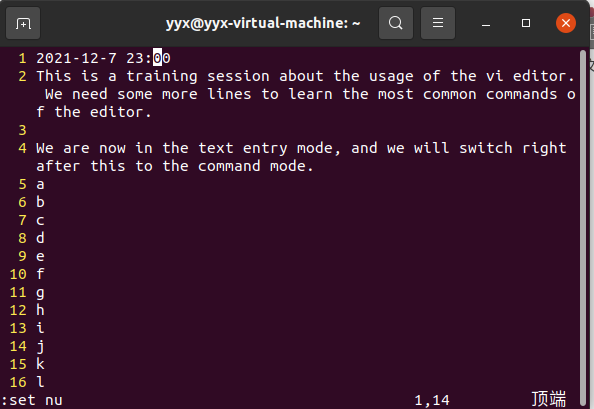 yyx@yyx-virtual-machine: ~
1 2021-12-7 23:00
2 This is a training session about the usage of the vi editor.
We need some more lines to learn the most common commands o
f the editor.
3
4 We are now in the text entry mode, and we will switch right
after this to the command mode.
5 a
6 b
7 c
8 d
9 e
10 f
11 g
12 h
13 i
14 j
15 k
16 l
:set nu 1,14 顶端